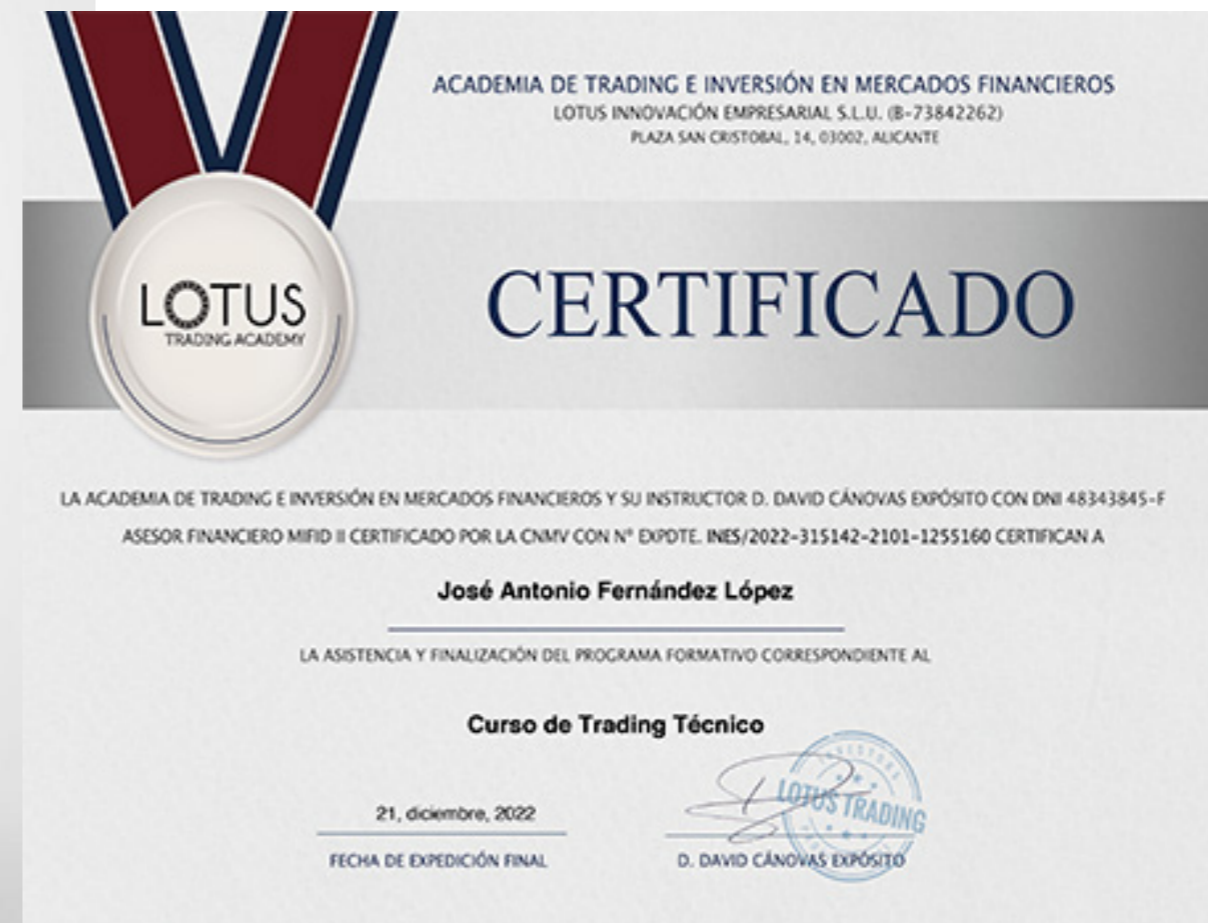 ACADEMIA DE TRADING E INVERSIÓN EN MERCADOS FINANCIEROS
LOTUS INNOVACIÓN EMPRESARIAL S.L.U. (B-73842262)
PLAZA SAN CRISTOBAL, 14, 03002, ALICANTE
LOTUS
TRADING ACADEMY
CERTIFICADO
LA ACADEMIA DE TRADING E INVERSIÓN EN MERCADOS FINANCIEROS Y SU INSTRUCTOR D. DAVID CÁNOVAS EXPÓSITO CON DNI 48343845-F
ASESOR FINANCIERO MIFID II CERTIFICADO POR LA CNMV CON Nº EXPDTE. INES/2022-315142-2101-1255160 CERTIFICAN A
José Antonio Fernández López
LA ASISTENCIA Y FINALIZACIÓN DEL PROGRAMA FORMATIVO CORRESPONDIENTE AL
Curso de Trading Técnico
LOTUS TRADING
21, diciembre, 2022
FECHA DE EXPEDICIÓN FINAL
D. DAVID CÁNOVAS EXPÓSITO